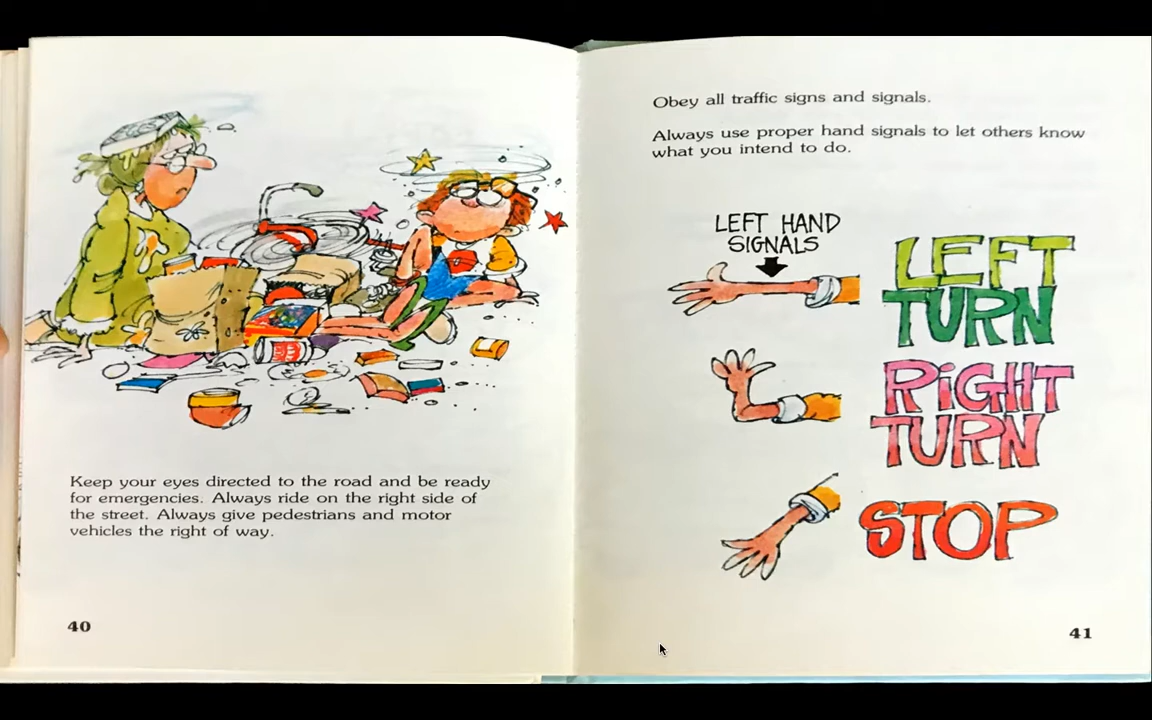 Keep your eyes directed to the road and be ready
for emergencies. Always ride on the right side of
the street. Always give pedestrians and motor
vehicles the right of way.
40
Obey all traffic signs and signals.
Always use proper hand signals to let others know
what you intend to do.
LEFT HAND
SIGNALS
LEFT
TURN
RiGHT
TURN
STOP
41